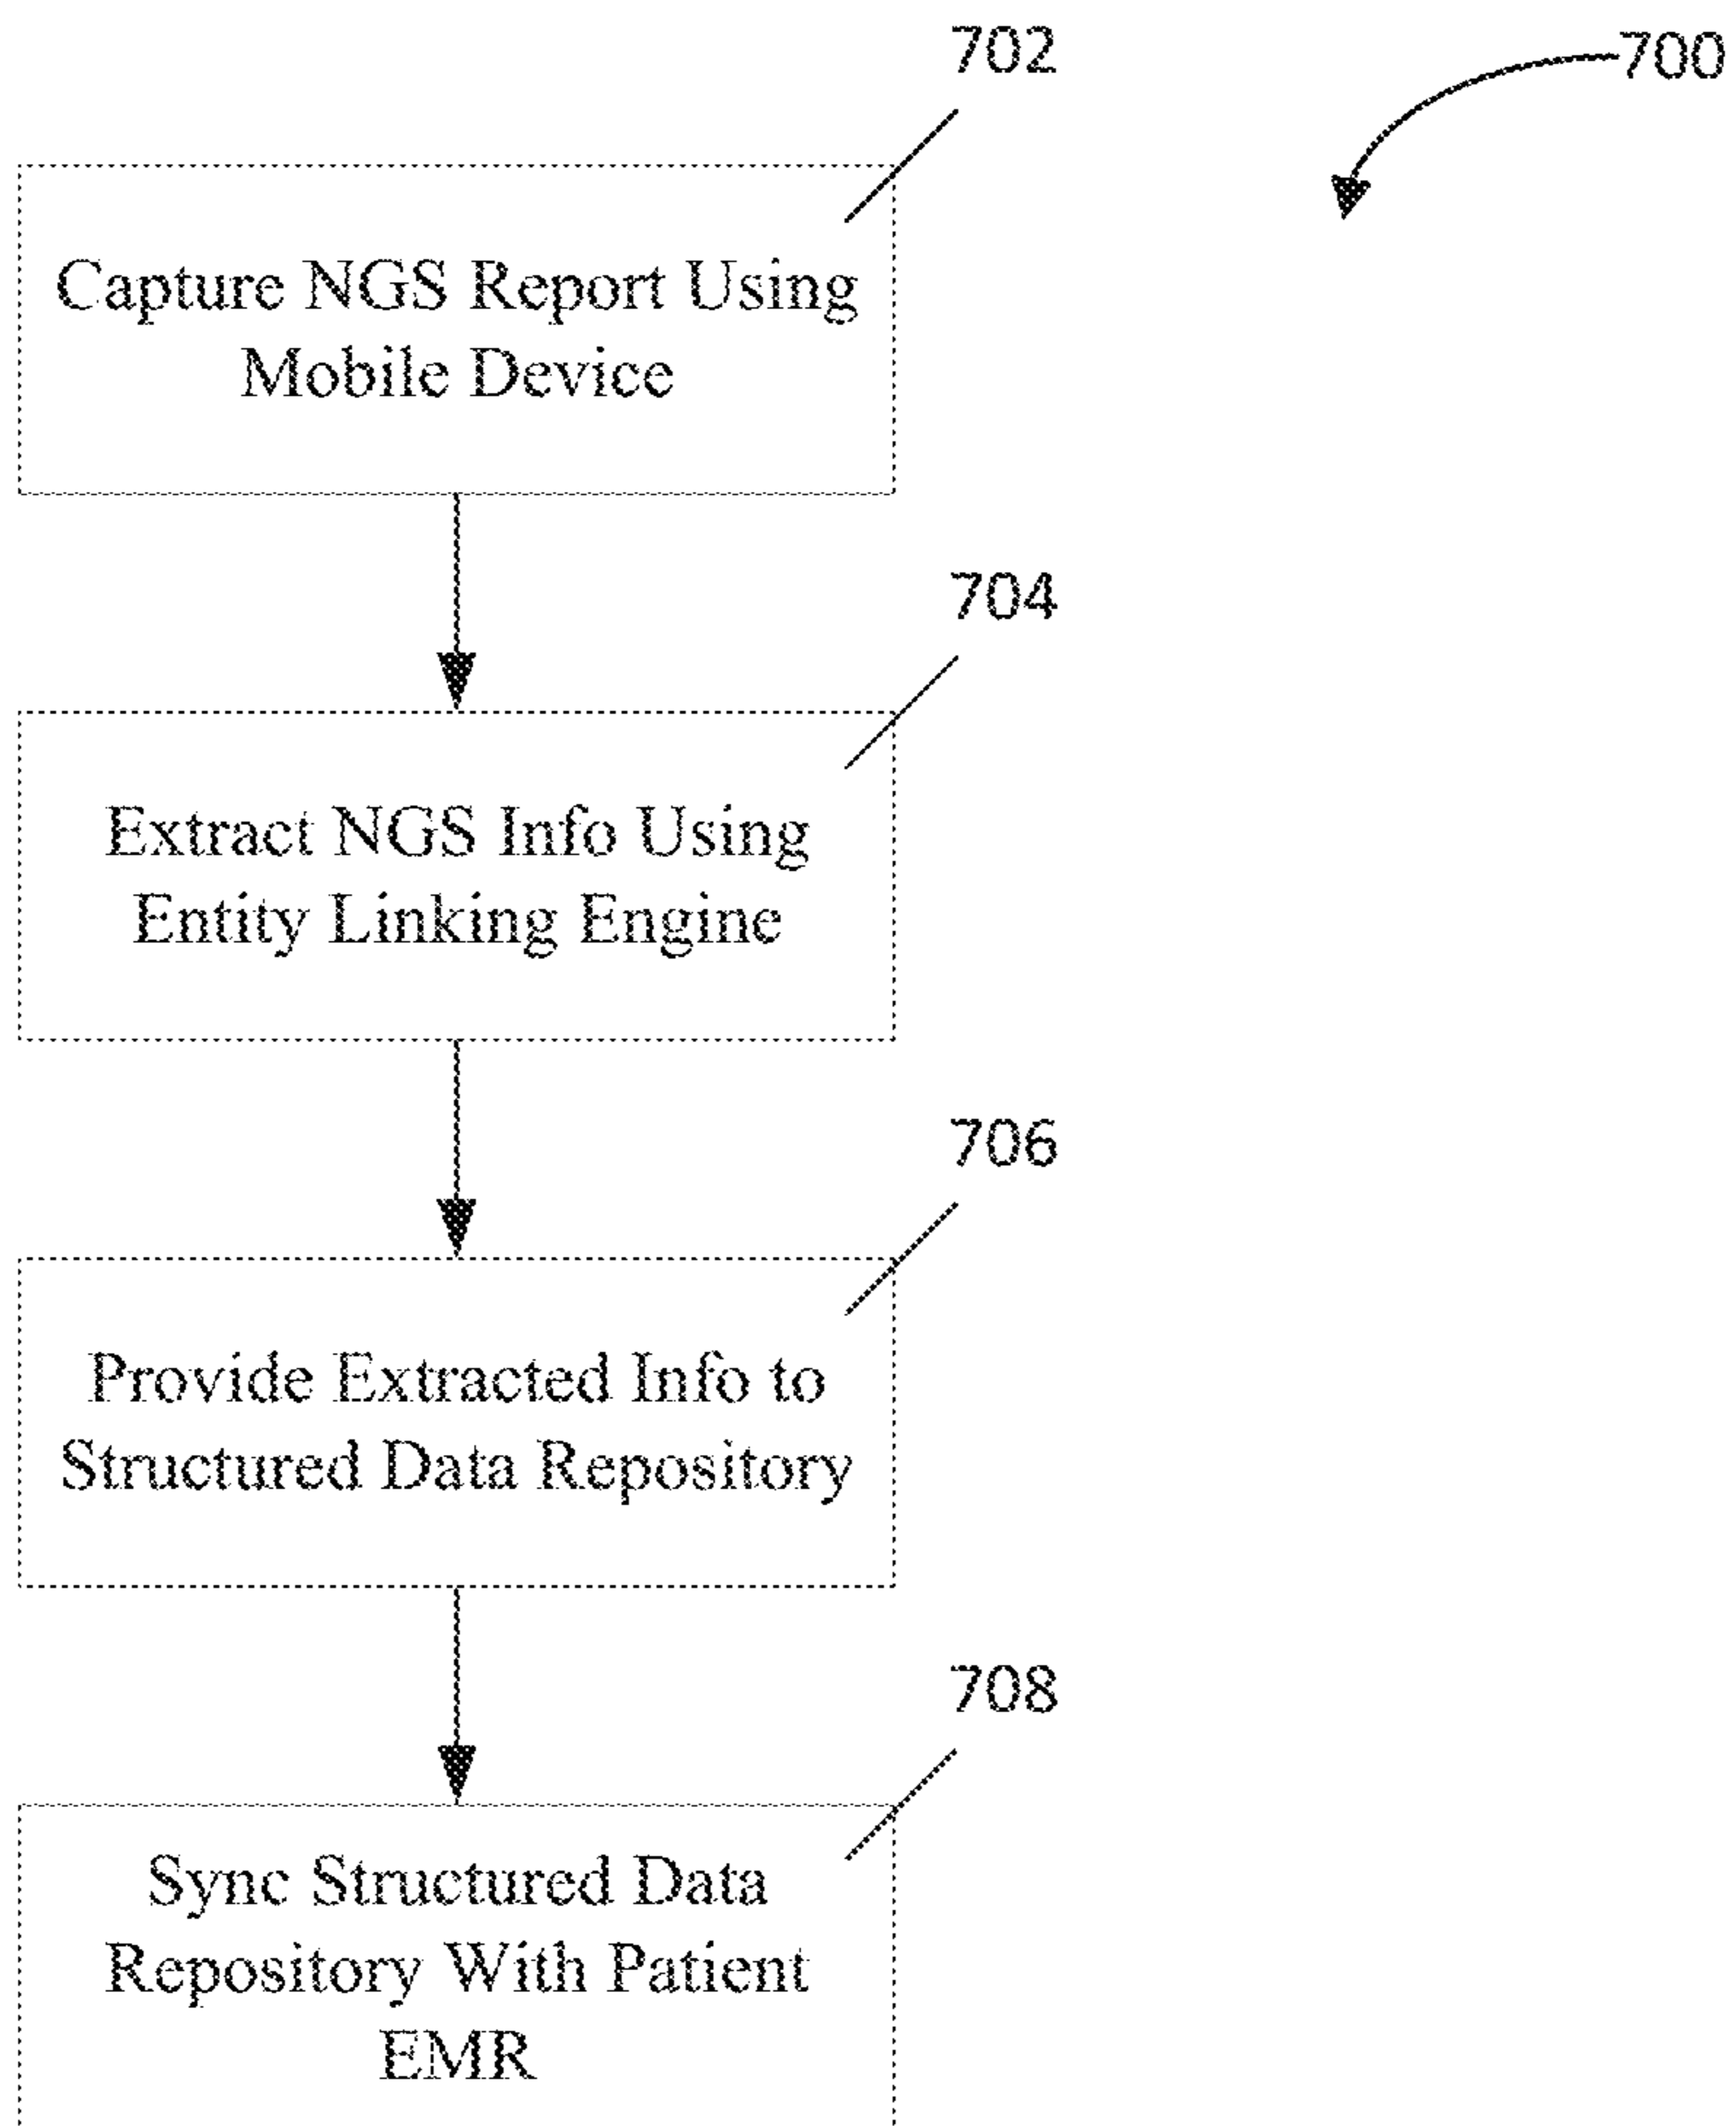 702
700
Capture NGS Report Using
Mobile Device
704
Extract NGS Info Using
Entity Linking Engine
706
Provide Extracted Info to
Structured Data Repository
708
Sync Structured Data
Repository With Patient
EMR